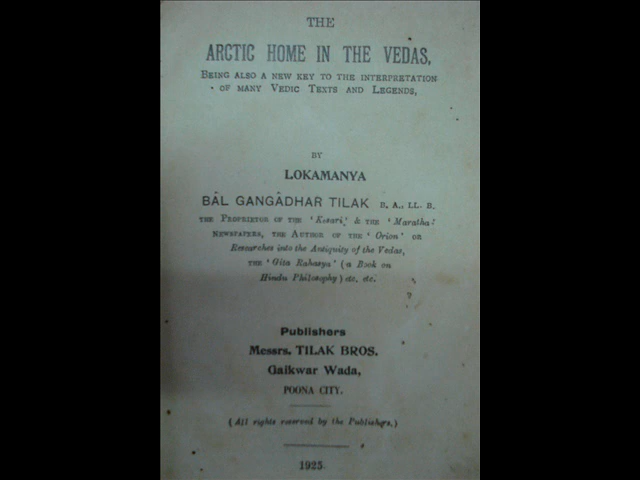 THE
ARCTIC HOME IN THE VEDAS,
BEING ALSO A NEW KEY TO THE INTERPRETATION
OF MANY VEDIC TEXTS AND LEGENDS,
BY
LOKAMANYA
BÂL GANGÂDHAR TILAK B. A., LL. B.
THE PROPRIETOR OF THE ' Kesari,' & THE ' Maratha'
NEWSPAPERS, THE AUTHOR OF THE ' Orion' OR
Researches into the Antiquity of the Vedas,
THE ' Gita Rahasya' ( a Book on
Hindu Philosophy ) etc. etc.
Publishers
Messrs. TILAK BROS.
Gaikwar Wada,
POONA CITY.
( All rights reserved by the Publishers. )
1925